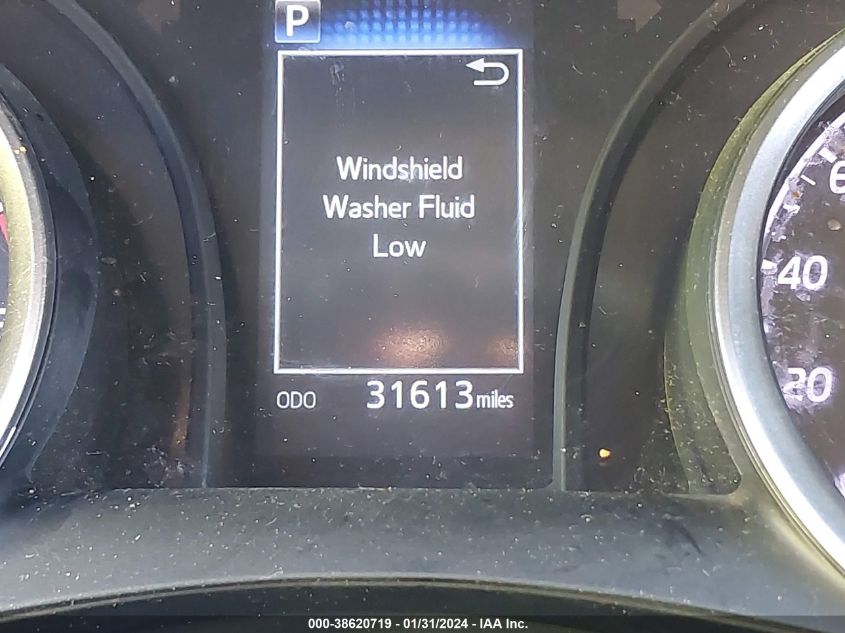 P
Windshield
Washer Fluid
Low
ODO 31613 miles
40
20
000-38620719 - 01/31/2024 - IAA Inc.